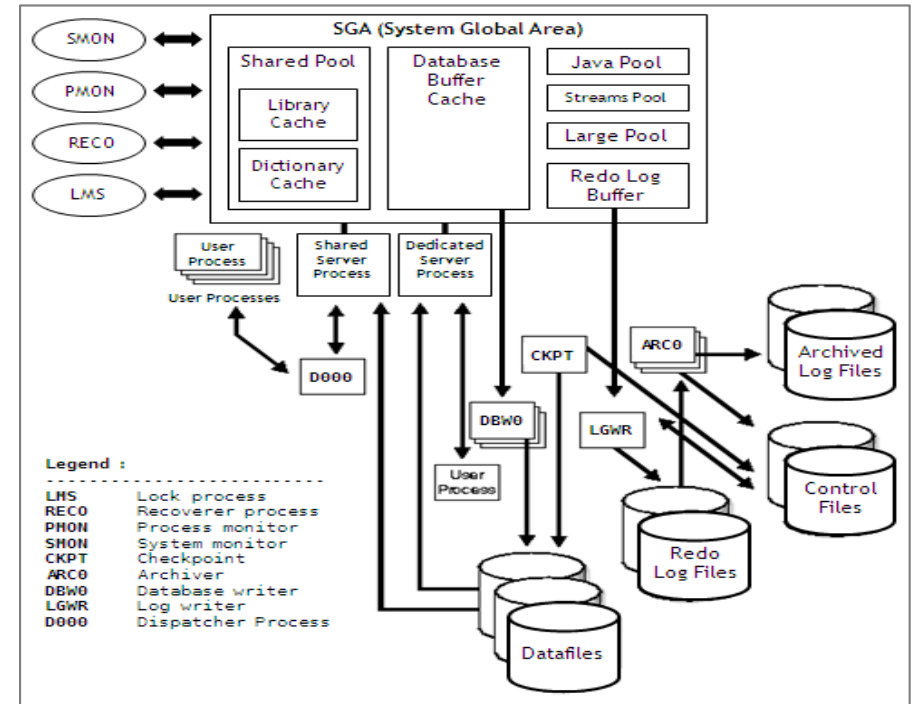 SGA (System Global Area)
SMON
PMON
RECO
LMS
Shared Pool
Library
Cache
Dictionary
Cache
Database
Buffer
Cache
Java Pool
Streams Pool
Large Pool
Redo Log
Buffer
User
Process
User Processes
Shared
Server
Process
Dedicated
Server
Process
D000
CKPT
ARC0
Archived
Log Files
DBW0
LGWR
User
Process
Control
Files
Redo
Log Files
Datafiles
Legend :
--------------------------
LMS Lock process
RECO Recoverer process
PMON Process monitor
SMON System monitor
CKPT Checkpoint
ARC0 Archiver
DBW0 Database writer
LGWR Log writer
D000 Dispatcher Process